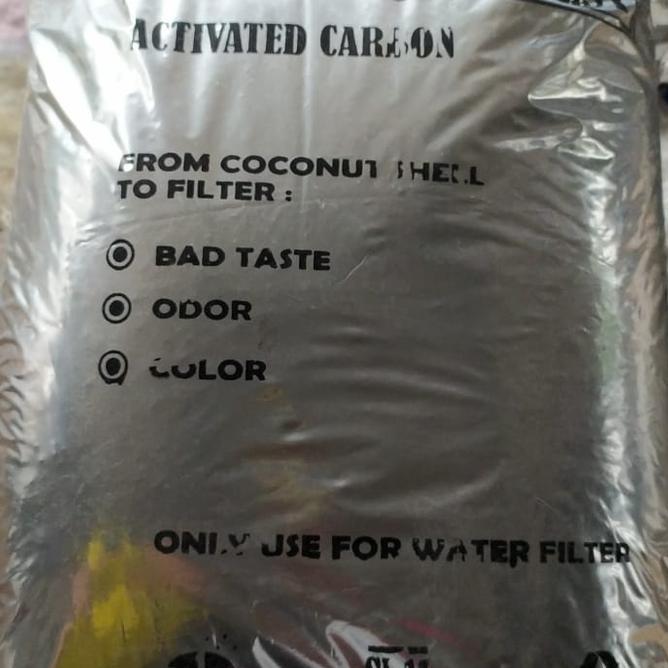 ACTIVATED CARBON
FROM COCONUT SHELL
TO FILTER :
BAD TASTE
ODOR
COLOR
ONLY USE FOR WATER FILTER